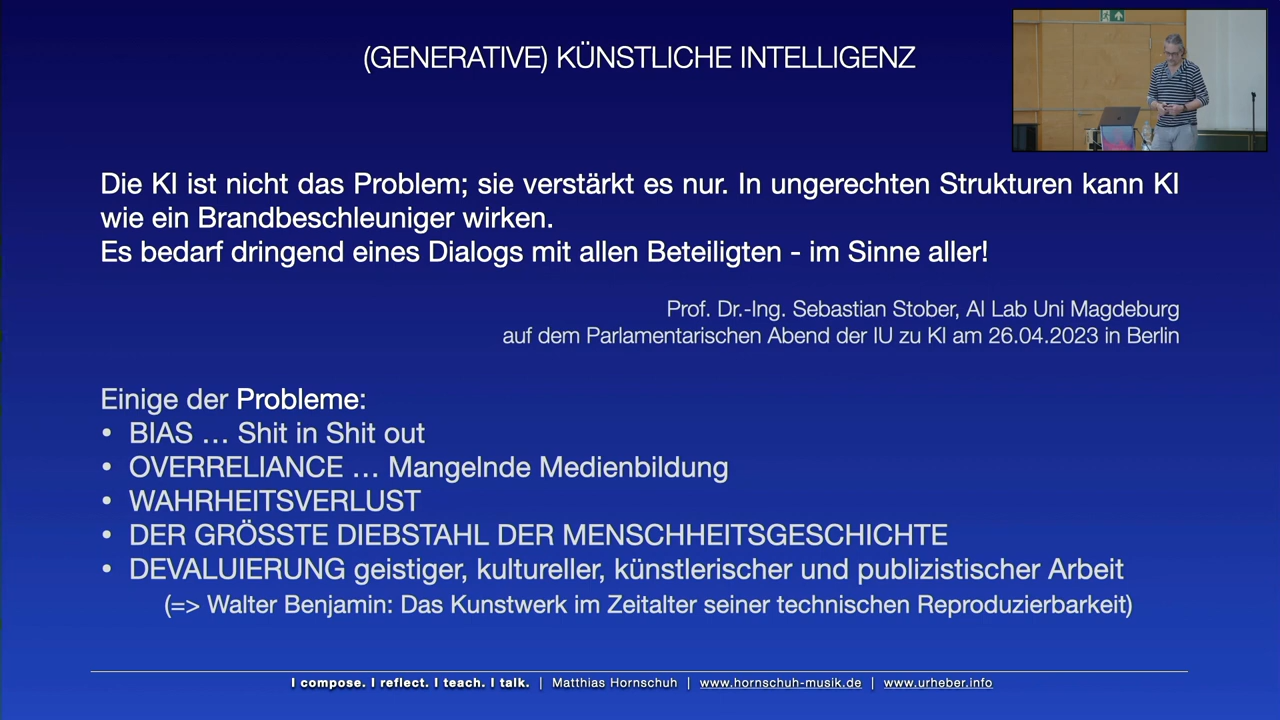 (GENERATIVE) KÜNSTLICHE INTELLIGENZ
Die KI ist nicht das Problem; sie verstärkt es nur. In ungerechten Strukturen kann KI
wie ein Brandbeschleuniger wirken.
Es bedarf dringend eines Dialogs mit allen Beteiligten - im Sinne aller!
Prof. Dr.-Ing. Sebastian Stober, AI Lab Uni Magdeburg
auf dem Parlamentarischen Abend der IU zu KI am 26.04.2023 in Berlin
Einige der Probleme:
• BIAS … Shit in Shit out
• OVERRELIANCE … Mangelnde Medienbildung
• WAHRHEITSVERLUST
• DER GRÖSSTE DIEBSTAHL DER MENSCHHEITSGESCHICHTE
• DEVALUIERUNG geistiger, kultureller, künstlerischer und publizistischer Arbeit
(=> Walter Benjamin: Das Kunstwerk im Zeitalter seiner technischen Reproduzierbarkeit)
I compose. I reflect. I teach. I talk. | Matthias Hornschuh | www.hornschuh-musik.de | www.urheber.info